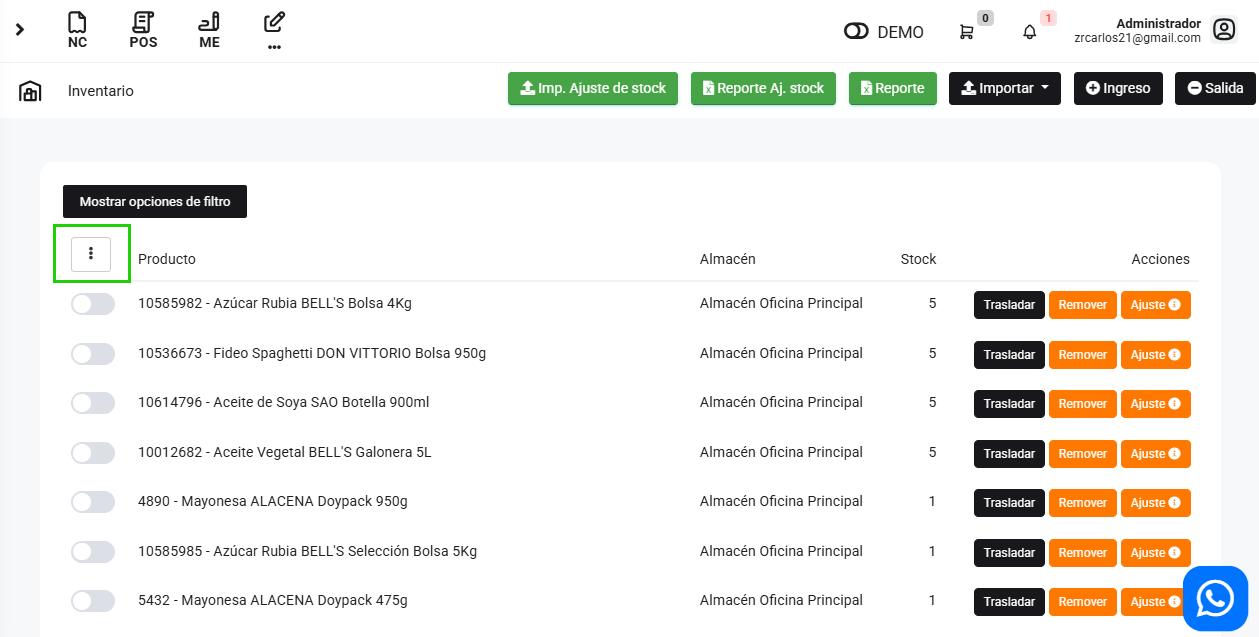 NC POS ME ... DEMO 0 1 Administrador
zrcarlos21@gmail.com
Inventario Imp. Ajuste de stock Reporte Aj. stock Reporte Importar Ingreso Salida
Mostrar opciones de filtro
Producto Almacén Stock Acciones
10585982 - Azúcar Rubia BELL'S Bolsa 4Kg Almacén Oficina Principal 5 Trasladar Remover Ajuste
10536673 - Fideo Spaghetti DON VITTORIO Bolsa 950g Almacén Oficina Principal 5 Trasladar Remover Ajuste
10614796 - Aceite de Soya SAO Botella 900ml Almacén Oficina Principal 5 Trasladar Remover Ajuste
10012682 - Aceite Vegetal BELL'S Galonera 5L Almacén Oficina Principal 5 Trasladar Remover Ajuste
4890 - Mayonesa ALACENA Doypack 950g Almacén Oficina Principal 1 Trasladar Remover Ajuste
10585985 - Azúcar Rubia BELL'S Selección Bolsa 5Kg Almacén Oficina Principal 1 Trasladar Remover Ajuste
5432 - Mayonesa ALACENA Doypack 475g Almacén Oficina Principal 1 Trasladar Remover Ajuste